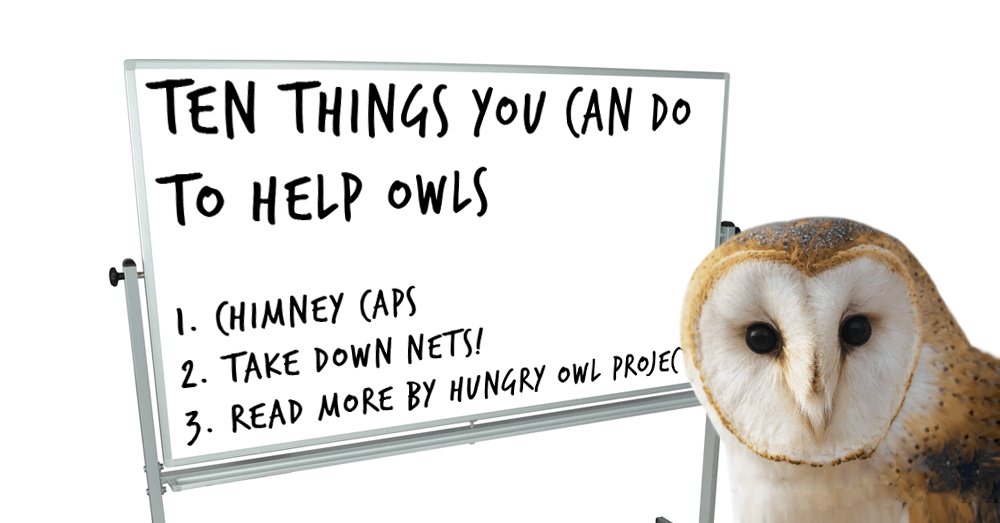 TEN THINGS YOU CAN DO
TO HELP OWLS
1. CHIMNEY CAPS
2. TAKE DOWN NETS!
3. READ MORE BY HUNGRY OWL PROJEC